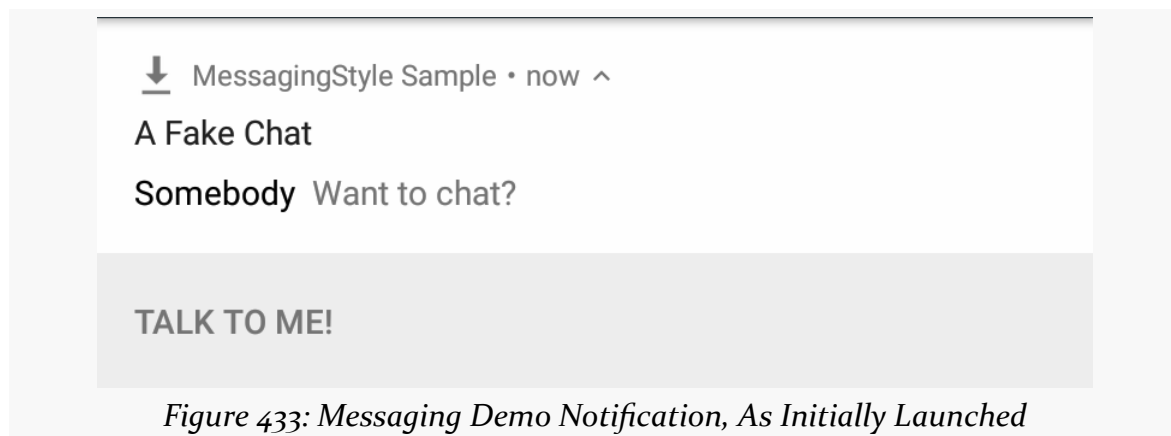 MessagingStyle Sample • now
A Fake Chat
Somebody Want to chat?
TALK TO ME!
Figure 433: Messaging Demo Notification, As Initially Launched